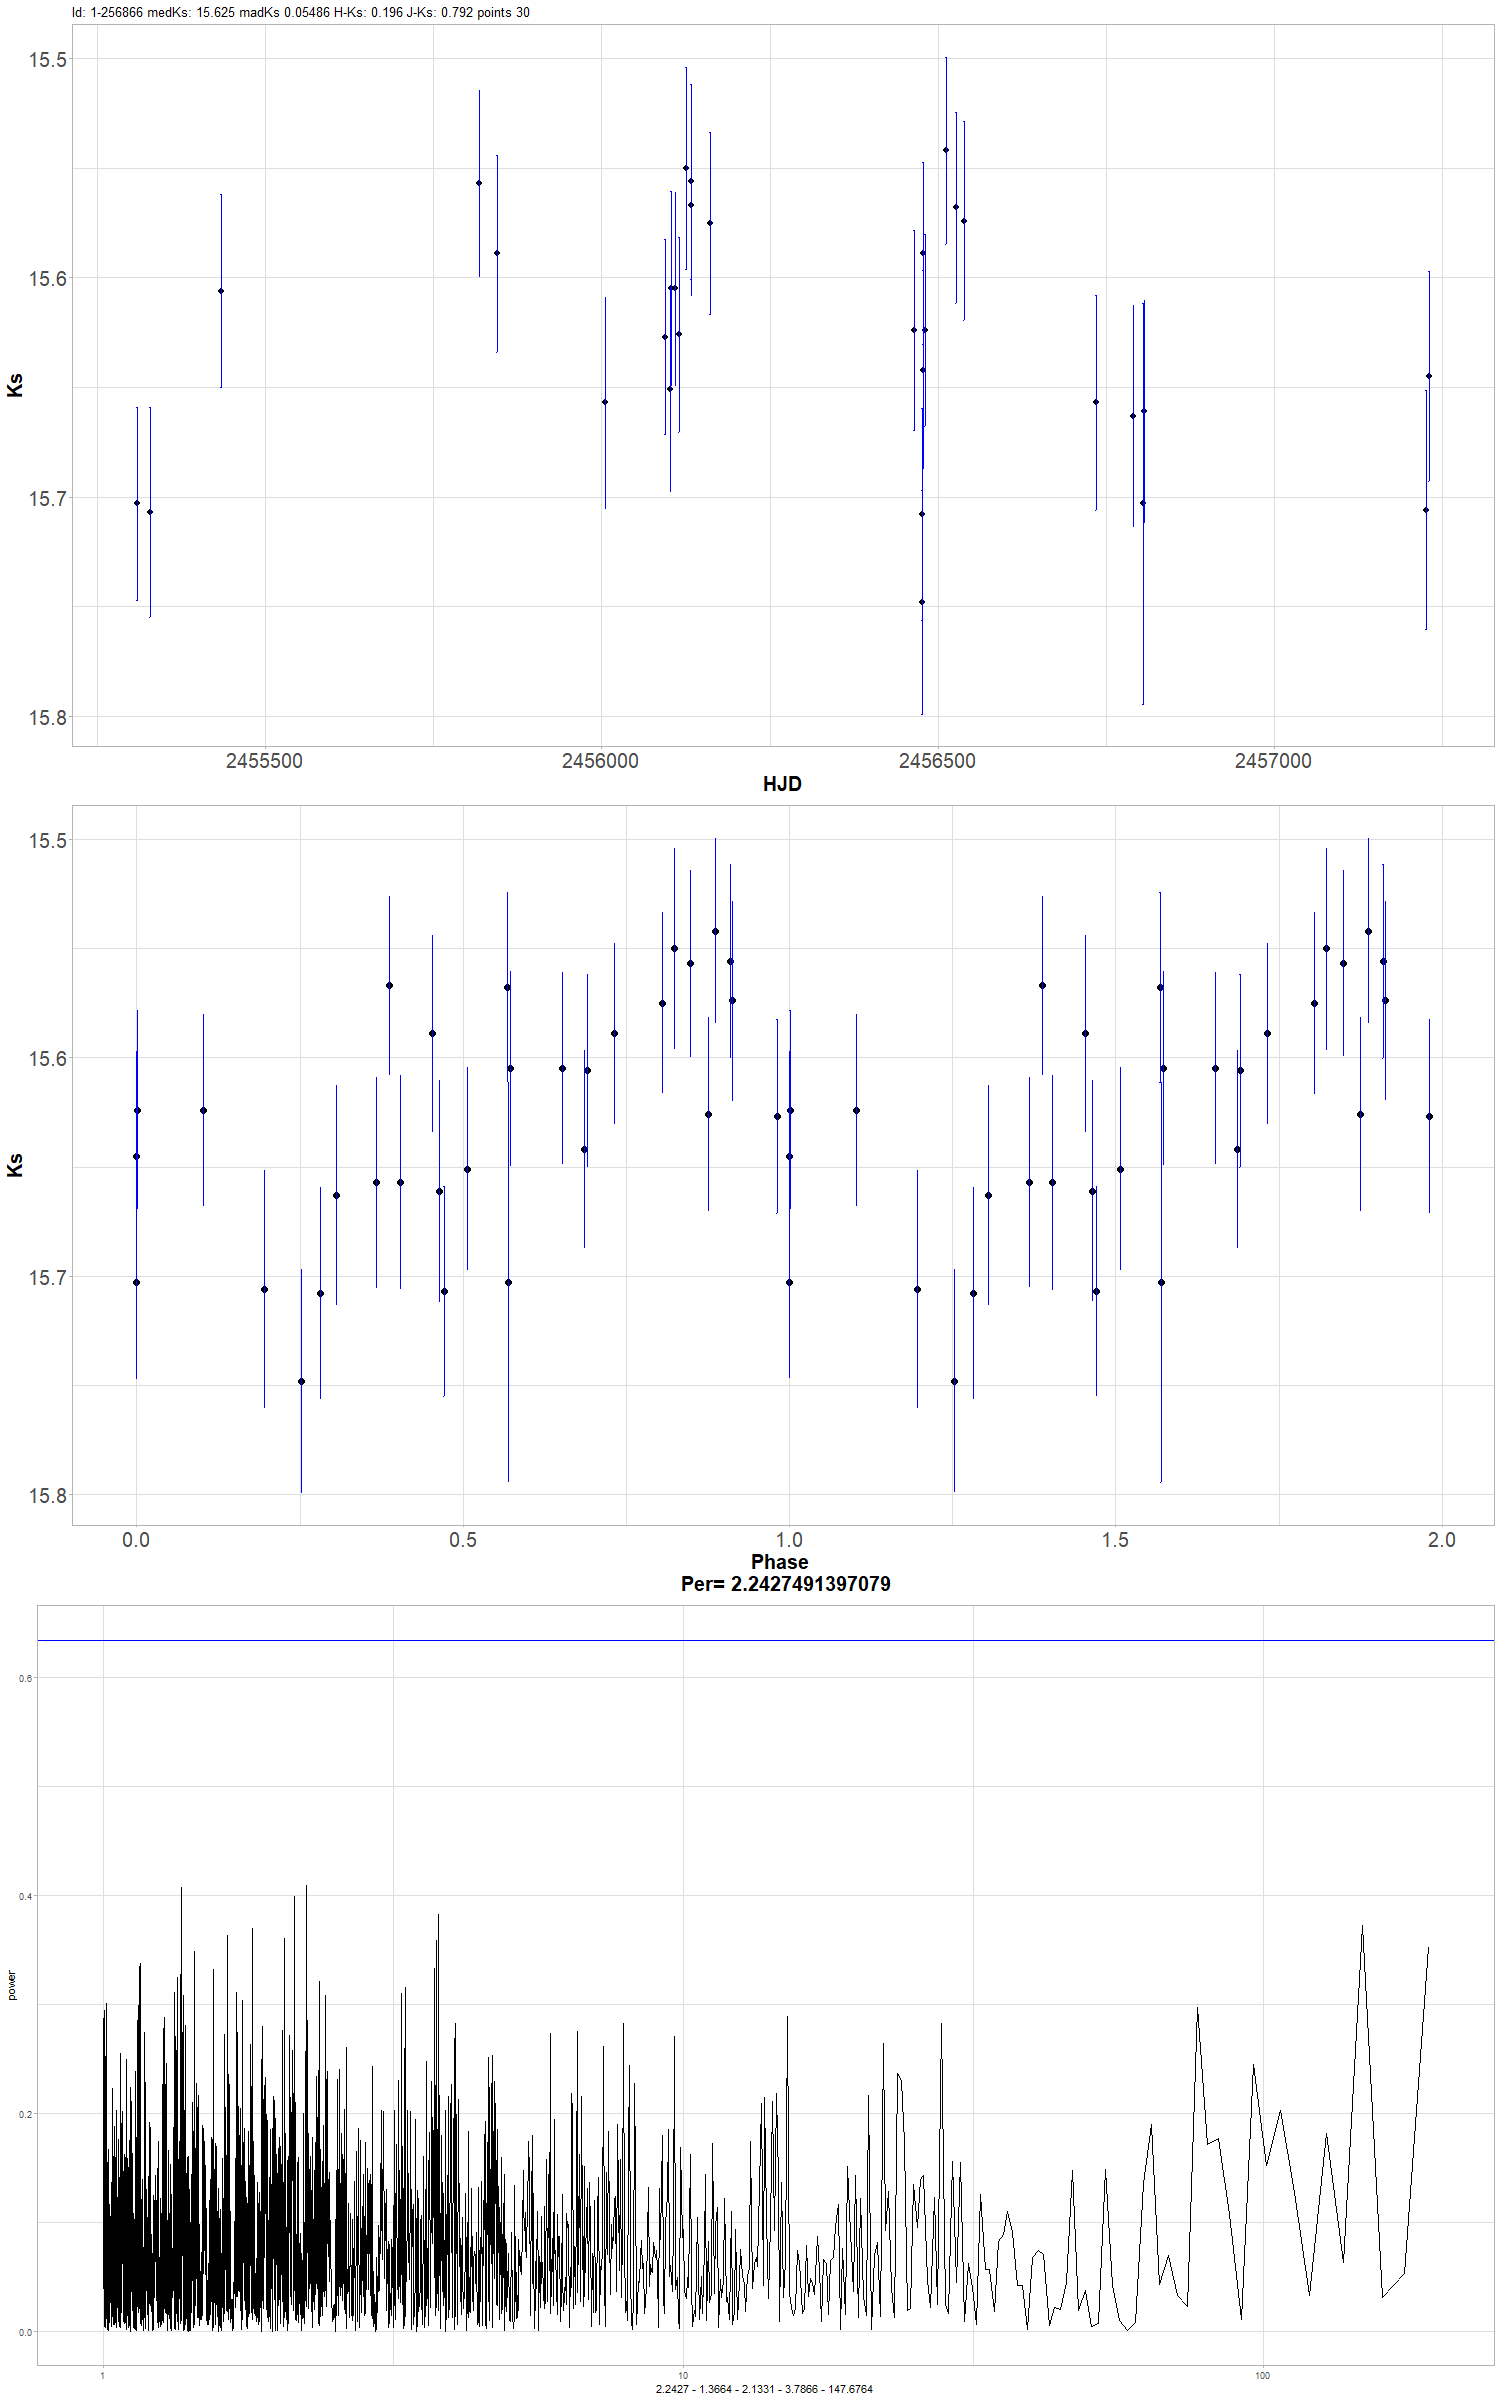 Id: 1-256866 medKs: 15.625 madKs 0.05486 H-Ks: 0.196 J-Ks: 0.792 points 30
15.5
15.6
15.7
15.8
Ks
2455500 2456000 2456500 2457000
HJD
15.5
15.6
15.7
15.8
Ks
0.0 0.5 1.0 1.5 2.0
Phase
Per= 2.2427491397079
0.6
0.4
0.2
0.0
power
1 10 100
2.2427 - 1.3664 - 2.1331 - 3.7866 - 147.6764